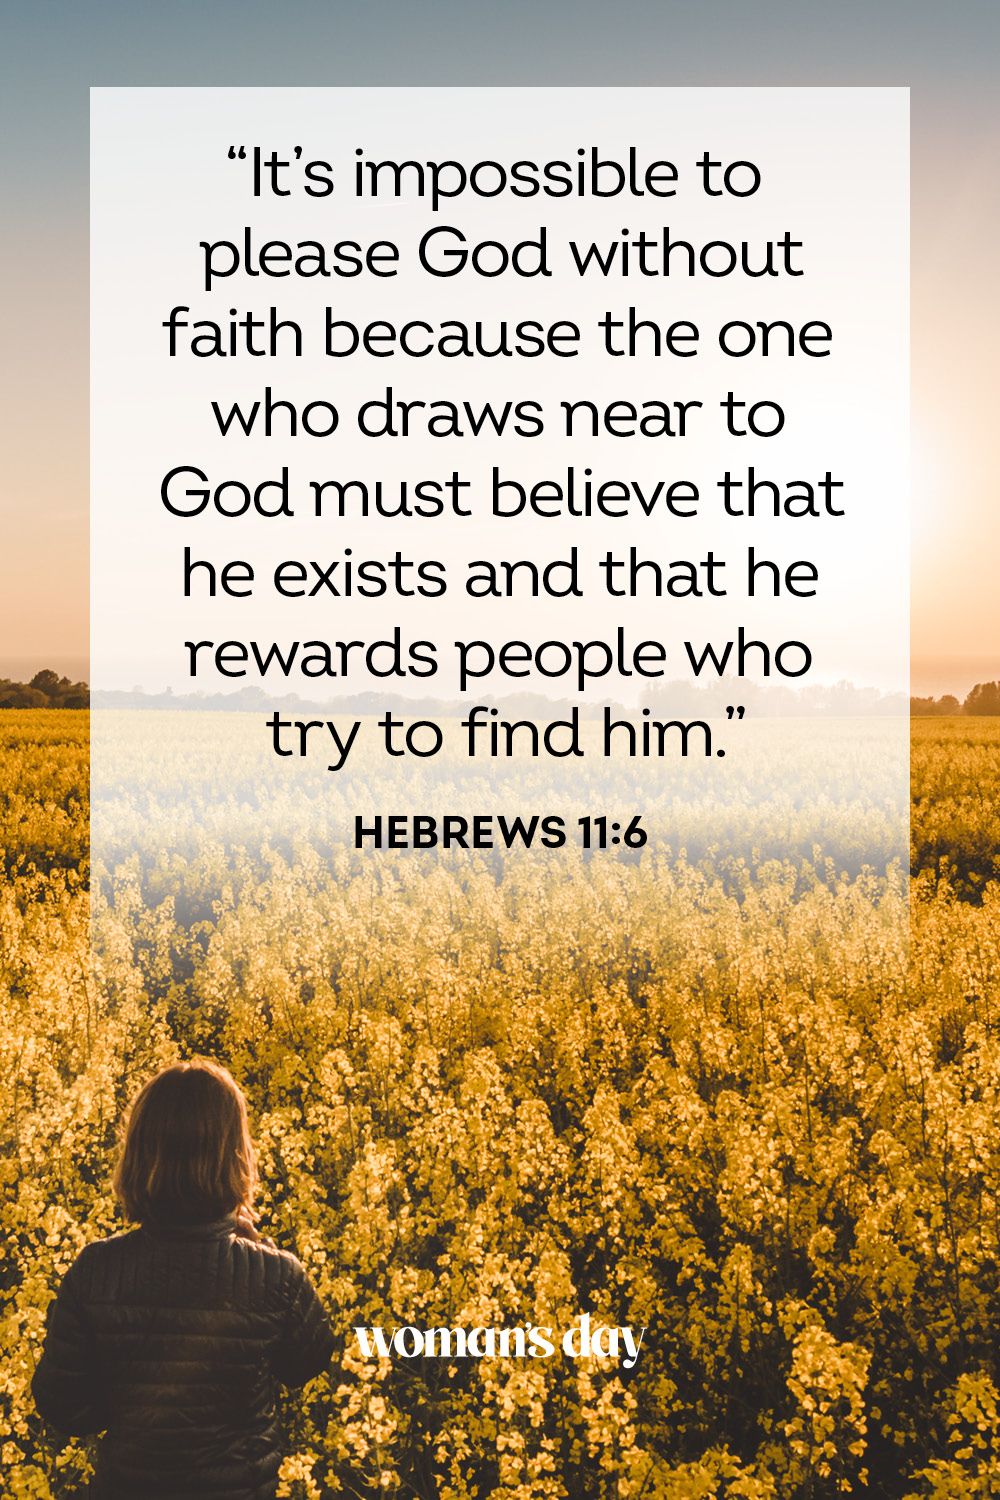 “It’s impossible to
please God without
faith because the one
who draws near to
God must believe that
he exists and that he
rewards people who
try to find him.”
HEBREWS 11:6
woman's day